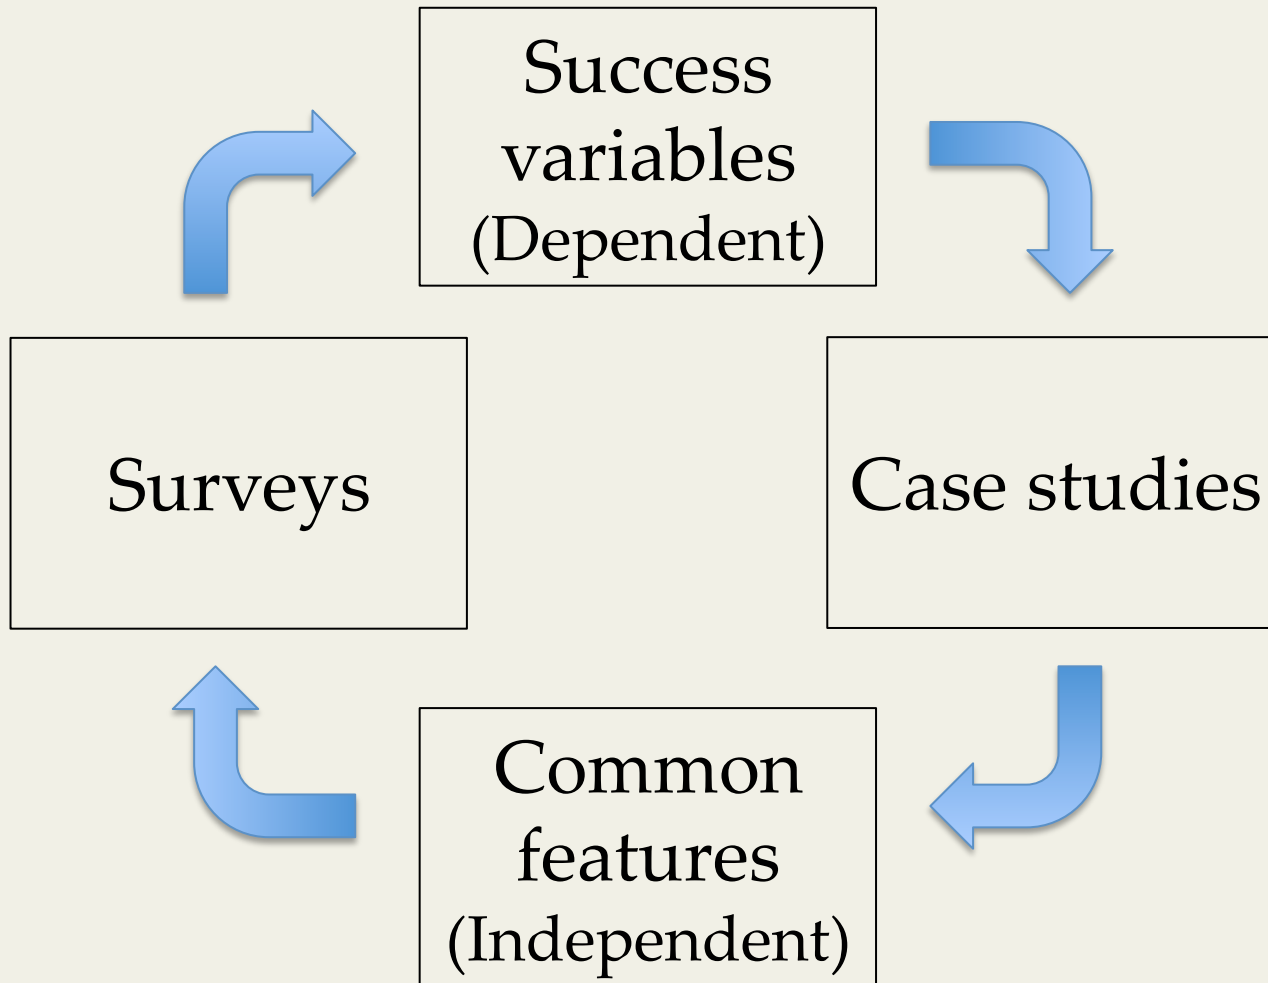 Success
variables
(Dependent)
Surveys
Case studies
Common
features
(Independent)